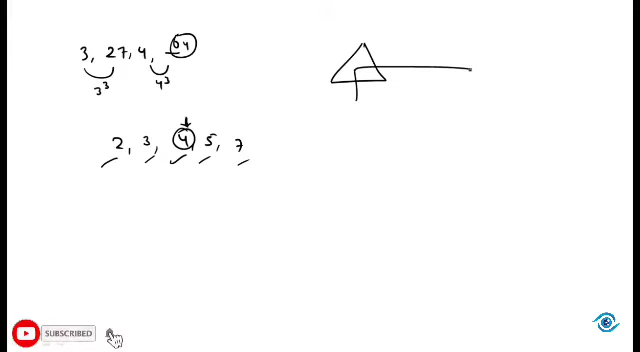 3, 27, 4, 64
3³ 4³
2, 3, 4, 5, 7
SUBSCRIBED